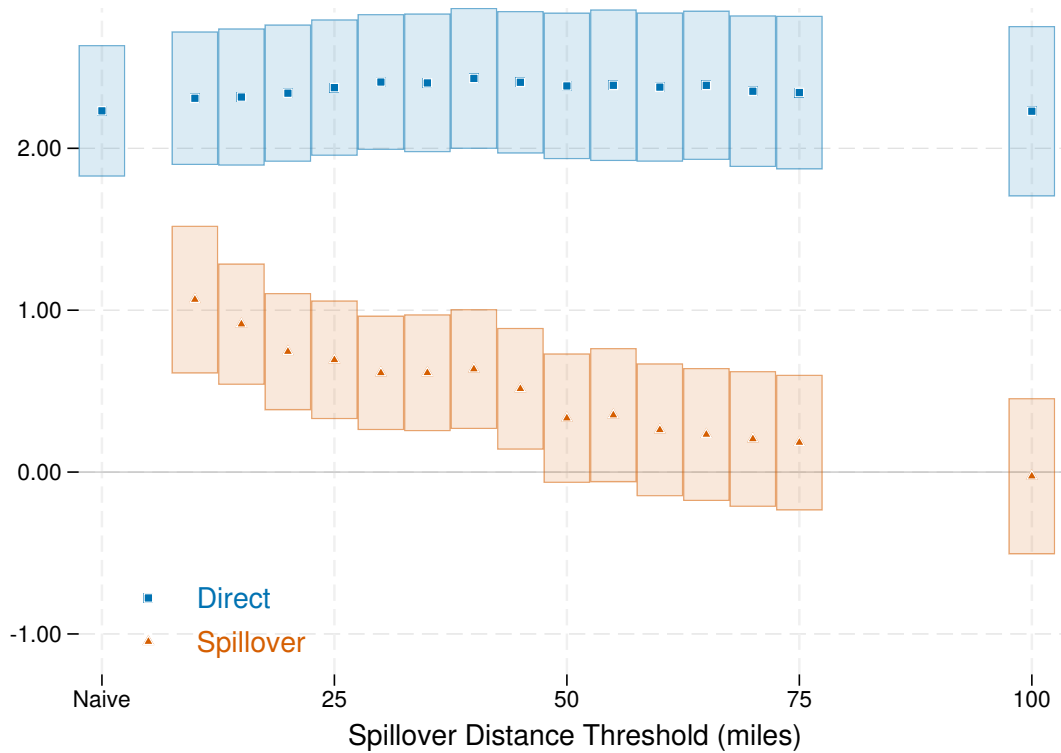 2.00
1.00
0.00
-1.00
Direct
Spillover
Naive 25 50 75 100
Spillover Distance Threshold (miles)